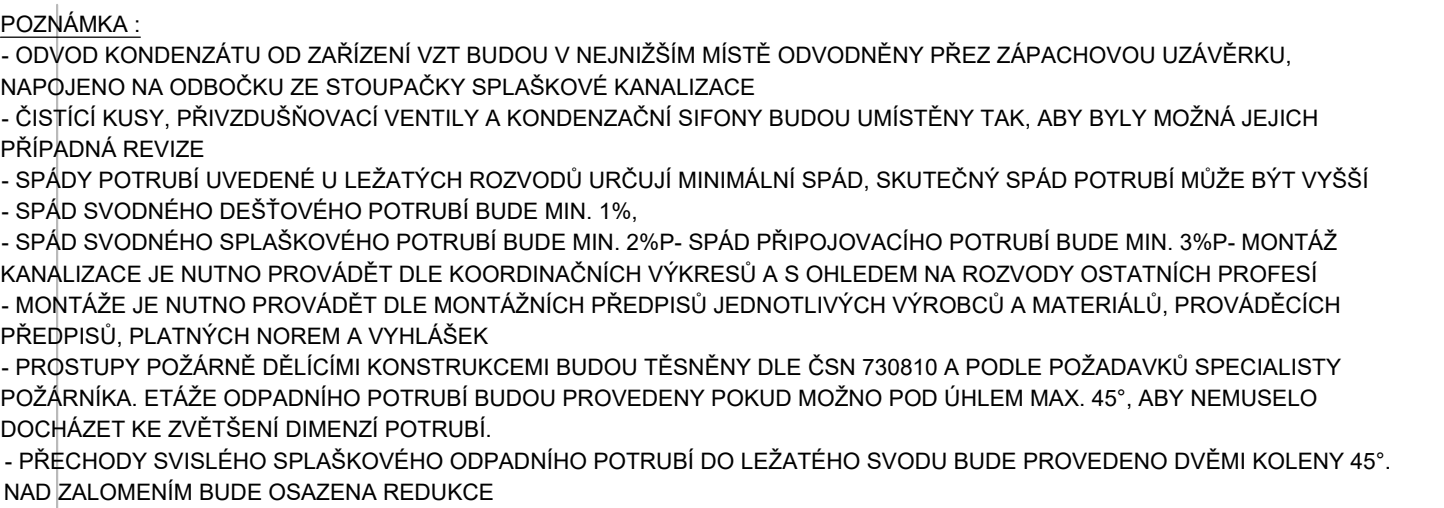 POZNÁMKA :
- ODVOD KONDENZÁTU OD ZAŘÍZENÍ VZT BUDOU V NEJNIŽŠÍM MÍSTĚ ODVODNĚNY PŘEZ ZÁPACHOVOU UZÁVĚRKU,
NAPOJENO NA ODBOČKU ZE STOUPAČKY SPLAŠKOVÉ KANALIZACE
- ČISTÍCÍ KUSY, PŘIVZDUŠŇOVACÍ VENTILY A KONDENZAČNÍ SIFONY BUDOU UMÍSTĚNY TAK, ABY BYLY MOŽNÁ JEJICH
PŘÍPADNÁ REVIZE
- SPÁDY POTRUBÍ UVEDENÉ U LEŽATÝCH ROZVODŮ URČUJÍ MINIMÁLNÍ SPÁD, SKUTEČNÝ SPÁD POTRUBÍ MŮŽE BÝT VYŠŠÍ
- SPÁD SVODNÉHO DEŠŤOVÉHO POTRUBÍ BUDE MIN. 1%,
- SPÁD SVODNÉHO SPLAŠKOVÉHO POTRUBÍ BUDE MIN. 2%P- SPÁD PŘIPOJOVACÍHO POTRUBÍ BUDE MIN. 3%P- MONTÁŽ
KANALIZACE JE NUTNO PROVÁDĚT DLE KOORDINAČNÍCH VÝKRESŮ A S OHLEDEM NA ROZVODY OSTATNÍCH PROFESÍ
- MONTÁŽE JE NUTNO PROVÁDĚT DLE MONTÁŽNÍCH PŘEDPISŮ JEDNOTLIVÝCH VÝROBCŮ A MATERIÁLŮ, PROVÁDĚCÍCH
PŘEDPISŮ, PLATNÝCH NOREM A VYHLÁŠEK
- PROSTUPY POŽÁRNĚ DĚLÍCÍMI KONSTRUKCEMI BUDOU TĚSNĚNY DLE ČSN 730810 A PODLE POŽADAVKŮ SPECIALISTY
POŽÁRNÍKA. ETÁŽE ODPADNÍHO POTRUBÍ BUDOU PROVEDENY POKUD MOŽNO POD ÚHLEM MAX. 45°, ABY NEMUSELO
DOCHÁZET KE ZVĚTŠENÍ DIMENZÍ POTRUBÍ.
- PŘECHODY SVISLÉHO SPLAŠKOVÉHO ODPADNÍHO POTRUBÍ DO LEŽATÉHO SVODU BUDE PROVEDENO DVĚMI KOLENY 45°.
NAD ZALOMENÍM BUDE OSAZENA REDUKCE